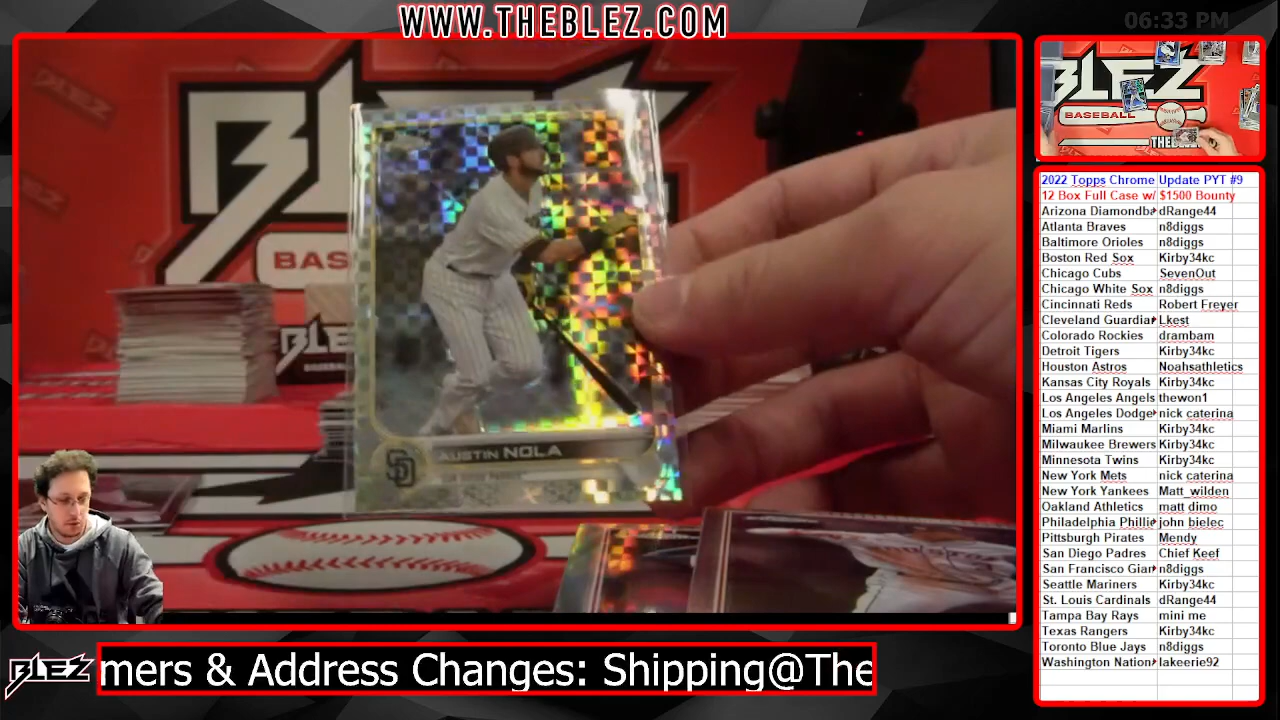 WWW.THEBLEZ.COM
06:33 PM
BAS
BLE
AUSTIN NOLA
BLEZ
BASEBALL
2022 Topps Chrome Update PYT #9
12 Box Full Case w/ $1500 Bounty
Arizona Diamondba dRange44
Atlanta Braves n8diggs
Baltimore Orioles n8diggs
Boston Red Sox Kirby34kc
Chicago Cubs SevenOut
Chicago White Sox n8diggs
Cincinnati Reds Robert Freyer
Cleveland Guardia Lkest
Colorado Rockies drambam
Detroit Tigers Kirby34kc
Houston Astros Noahsathletics
Kansas City Royals Kirby34kc
Los Angeles Angels thewon1
Los Angeles Dodge nick caterina
Miami Marlins Kirby34kc
Milwaukee Brewers Kirby34kc
Minnesota Twins Kirby34kc
New York Mets nick caterina
New York Yankees Matt_wilden
Oakland Athletics matt dimo
Philadelphia Phillie john bielec
Pittsburgh Pirates Mendy
San Diego Padres Chief Keef
San Francisco Gian n8diggs
Seattle Mariners Kirby34kc
St. Louis Cardinals dRange44
Tampa Bay Rays mini me
Texas Rangers Kirby34kc
Toronto Blue Jays n8diggs
Washington Nation lakeerie92
BLEZ
mers & Address Changes: Shipping@The